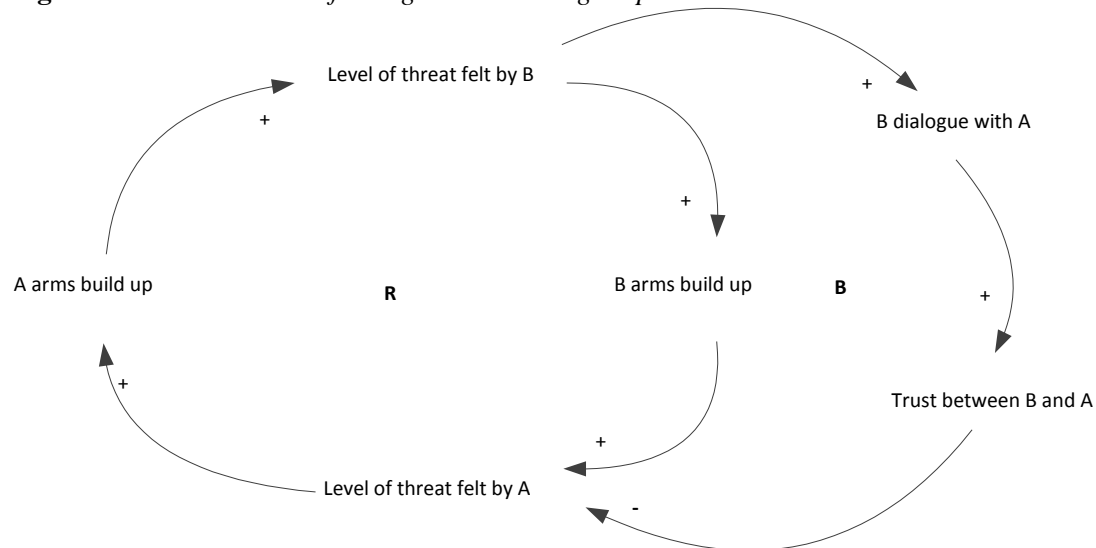 Level of threat felt by B
+
+
B dialogue with A
+
A arms build up
R
B arms build up
B
+
+
Trust between B and A
+
Level of threat felt by A
-